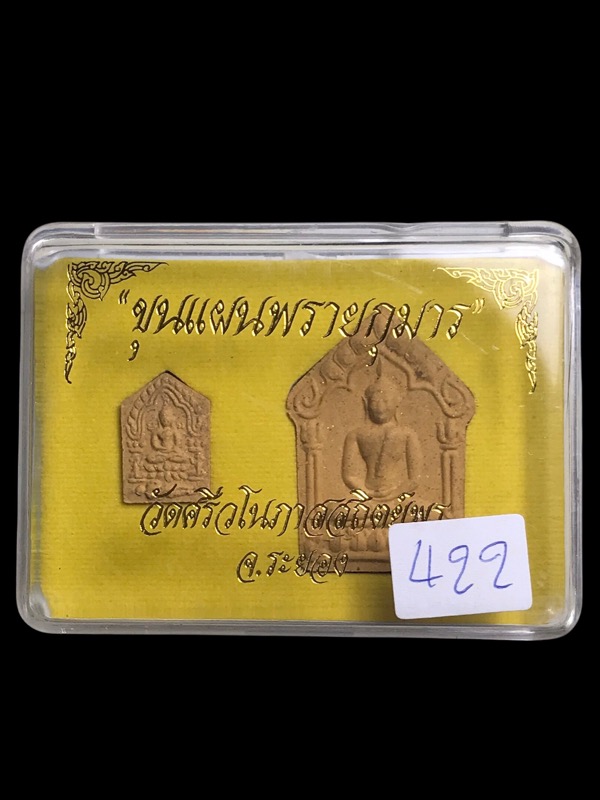 "ขุนแผนพรายกุมาร"
วัดศรีวโนภาสสถิตย์พร
จ.ระยอง
422